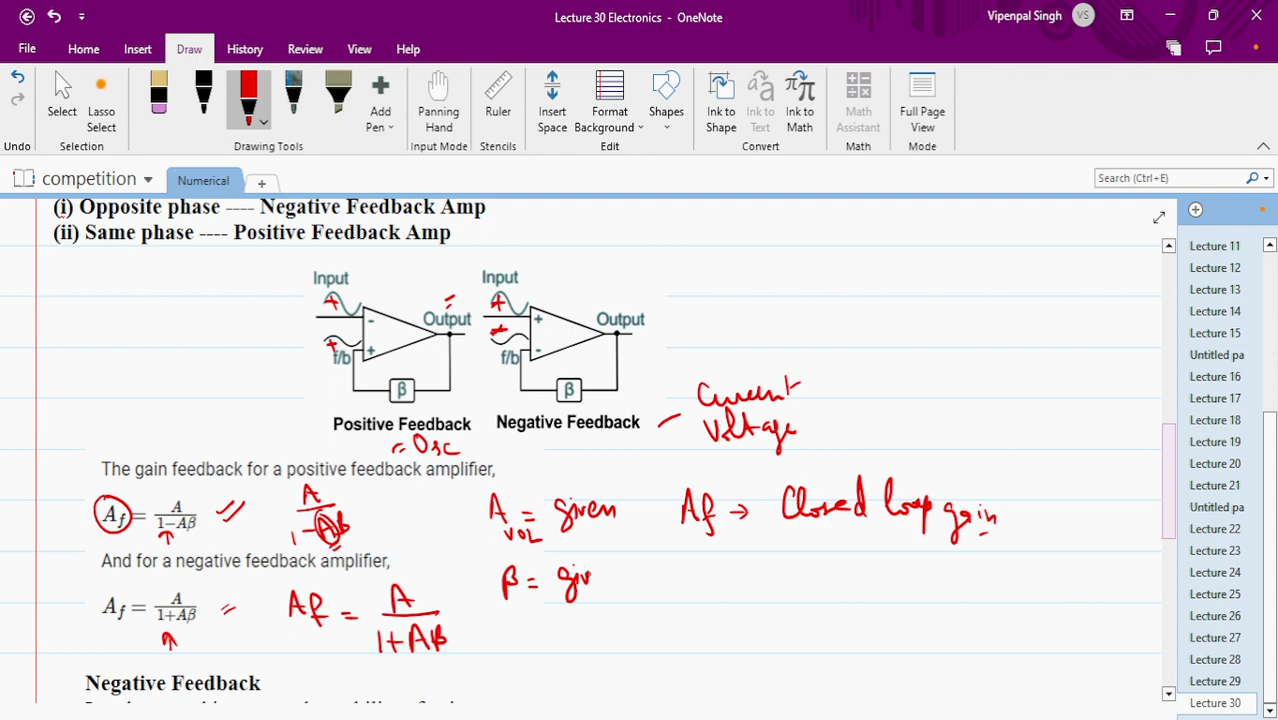 Lecture 30 Electronics - OneNote
Vipenpal Singh VS
File Home Insert Draw History Review View Help
Undo
Select
Lasso Select
Selection
Add Pen
Drawing Tools
Panning Hand
Input Mode
Ruler
Stencils
Insert Space
Format Background
Shapes
Edit
Ink to Shape
Ink to Text
Ink to Math
Convert
Math Assistant
Math
Full Page View
Mode
competition Numerical
Search (Ctrl+E)
(i) Opposite phase ---- Negative Feedback Amp
(ii) Same phase ---- Positive Feedback Amp
Input
+
+
-
+
f/b
=
Output
β
Positive Feedback
= Osc
Input
+
-
+
-
f/b
Output
β
Negative Feedback
Current
Voltage
The gain feedback for a positive feedback amplifier,
A_f = A / 1−Aβ
A / 1−Aβ
A VOL = given
Af → Closed loop gain
And for a negative feedback amplifier,
β = giv
A_f = A / 1+Aβ
= Af = A / 1+Aβ
Negative Feedback
Lecture 11
Lecture 12
Lecture 13
Lecture 14
Lecture 15
Untitled pa
Lecture 16
Lecture 17
Lecture 18
Lecture 19
Lecture 20
Lecture 21
Untitled pa
Lecture 22
Lecture 23
Lecture 24
Lecture 25
Lecture 26
Lecture 27
Lecture 28
Lecture 29
Lecture 30